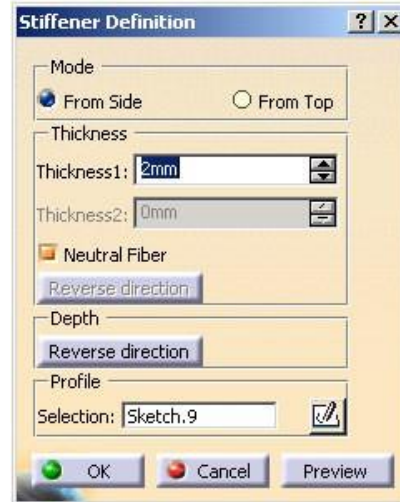 Stiffener Definition
Mode
From Side From Top
Thickness
Thickness1: 2mm
Thickness2: 0mm
Neutral Fiber
Reverse direction
Depth
Reverse direction
Profile
Selection: Sketch.9
OK Cancel Preview